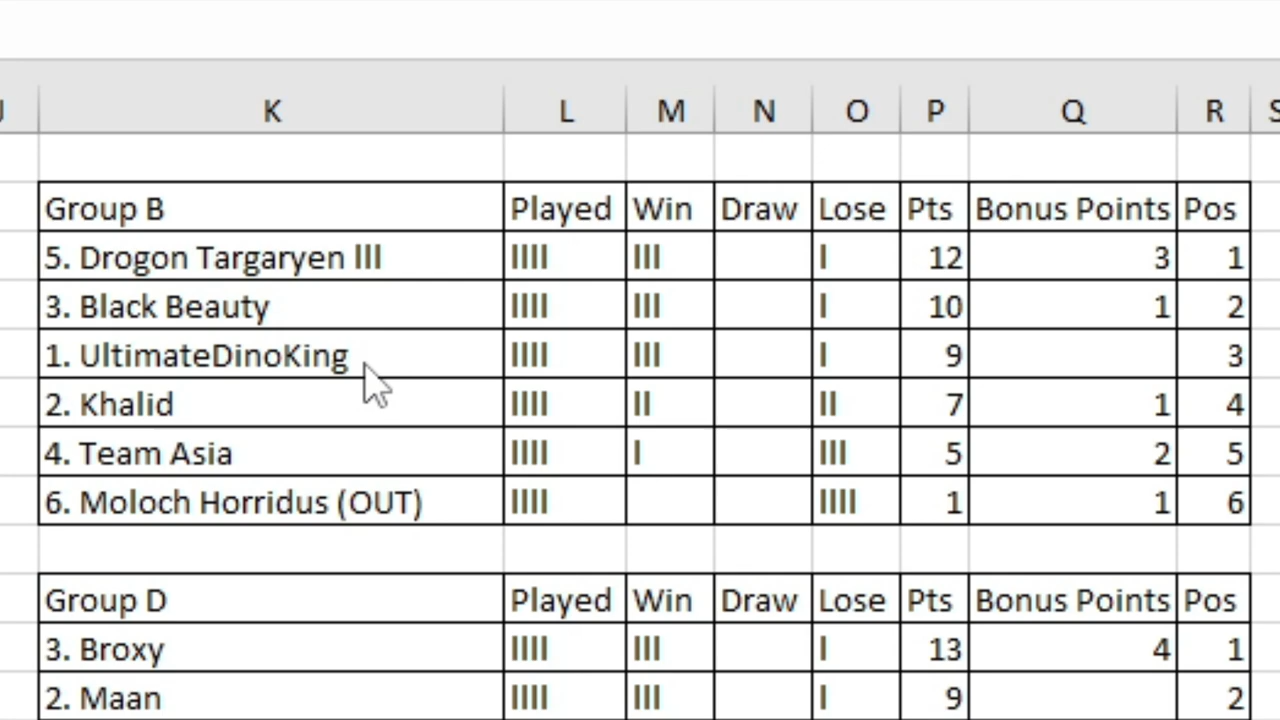 J K L M N O P Q R S
Group B Played Win Draw Lose Pts Bonus Points Pos
5. Drogon Targaryen III IIII III I 12 3 1
3. Black Beauty IIII III I 10 1 2
1. UltimateDinoKing IIII III I 9 3
2. Khalid IIII II II 7 1 4
4. Team Asia IIII I III 5 2 5
6. Moloch Horridus (OUT) IIII IIII 1 1 6
Group D Played Win Draw Lose Pts Bonus Points Pos
3. Broxy IIII III I 13 4 1
2. Maan IIII III I 9 2